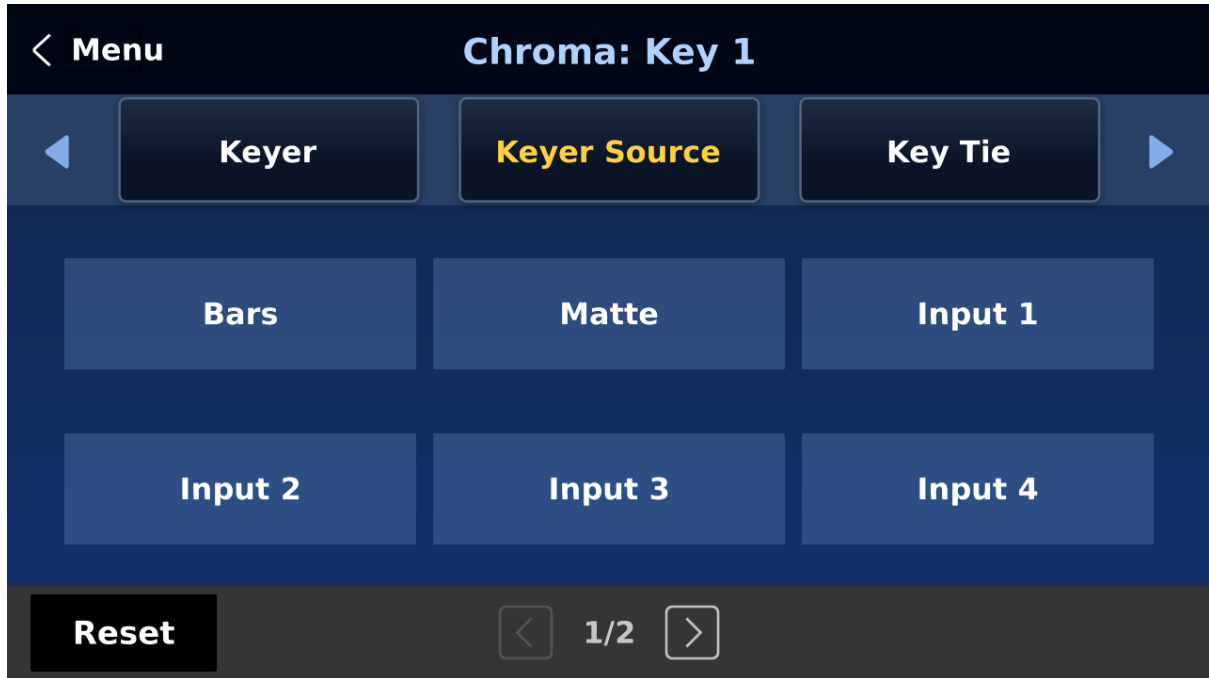 Menu
Chroma: Key 1
Keyer
Keyer Source
Key Tie
Bars
Matte
Input 1
Input 2
Input 3
Input 4
Reset
1/2